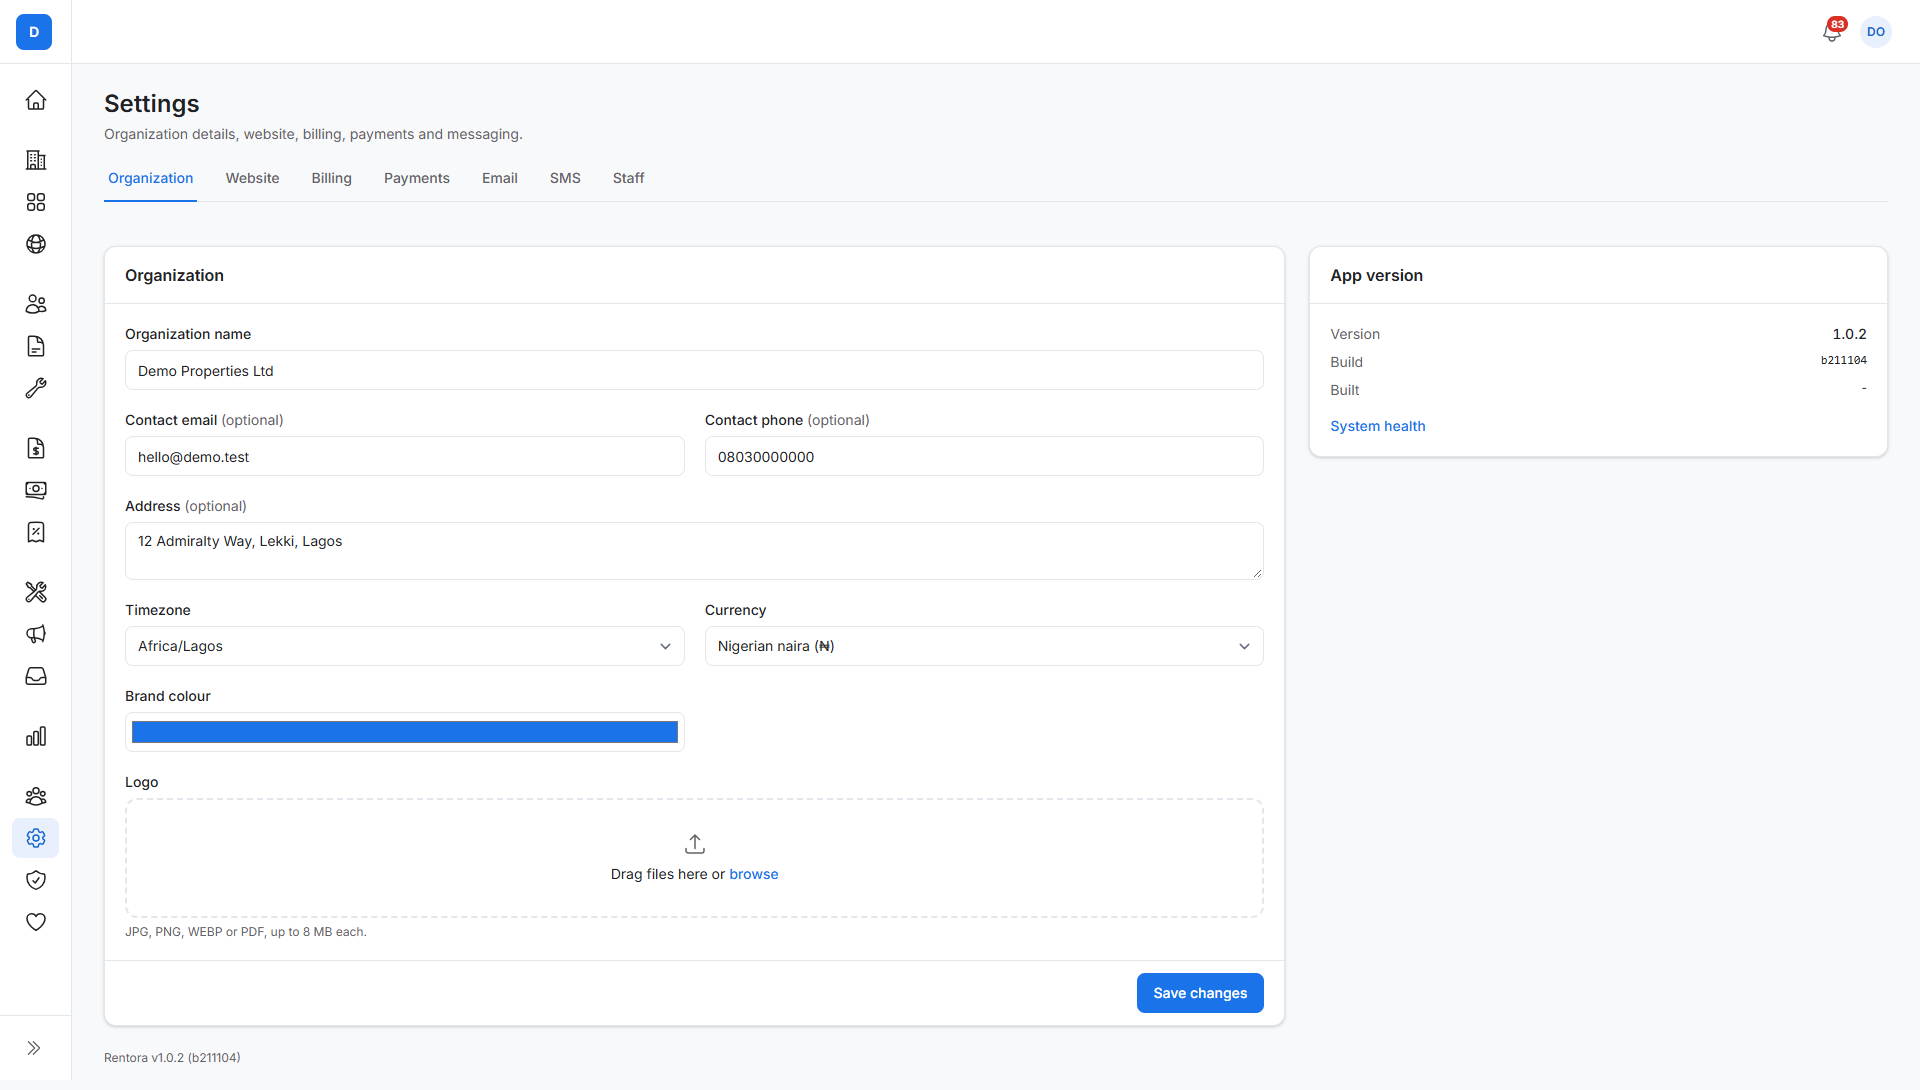 D
83
DO
Settings
Organization details, website, billing, payments and messaging.
Organization Website Billing Payments Email SMS Staff
Organization
Organization name
Demo Properties Ltd
Contact email (optional)
Contact phone (optional)
hello@demo.test
08030000000
Address (optional)
12 Admiralty Way, Lekki, Lagos
Timezone
Currency
Africa/Lagos
Nigerian naira (₦)
Brand colour
Logo
Drag files here or browse
JPG, PNG, WEBP or PDF, up to 8 MB each.
Save changes
App version
Version 1.0.2
Build b211104
Built -
System health
Rentora v1.0.2 (b211104)